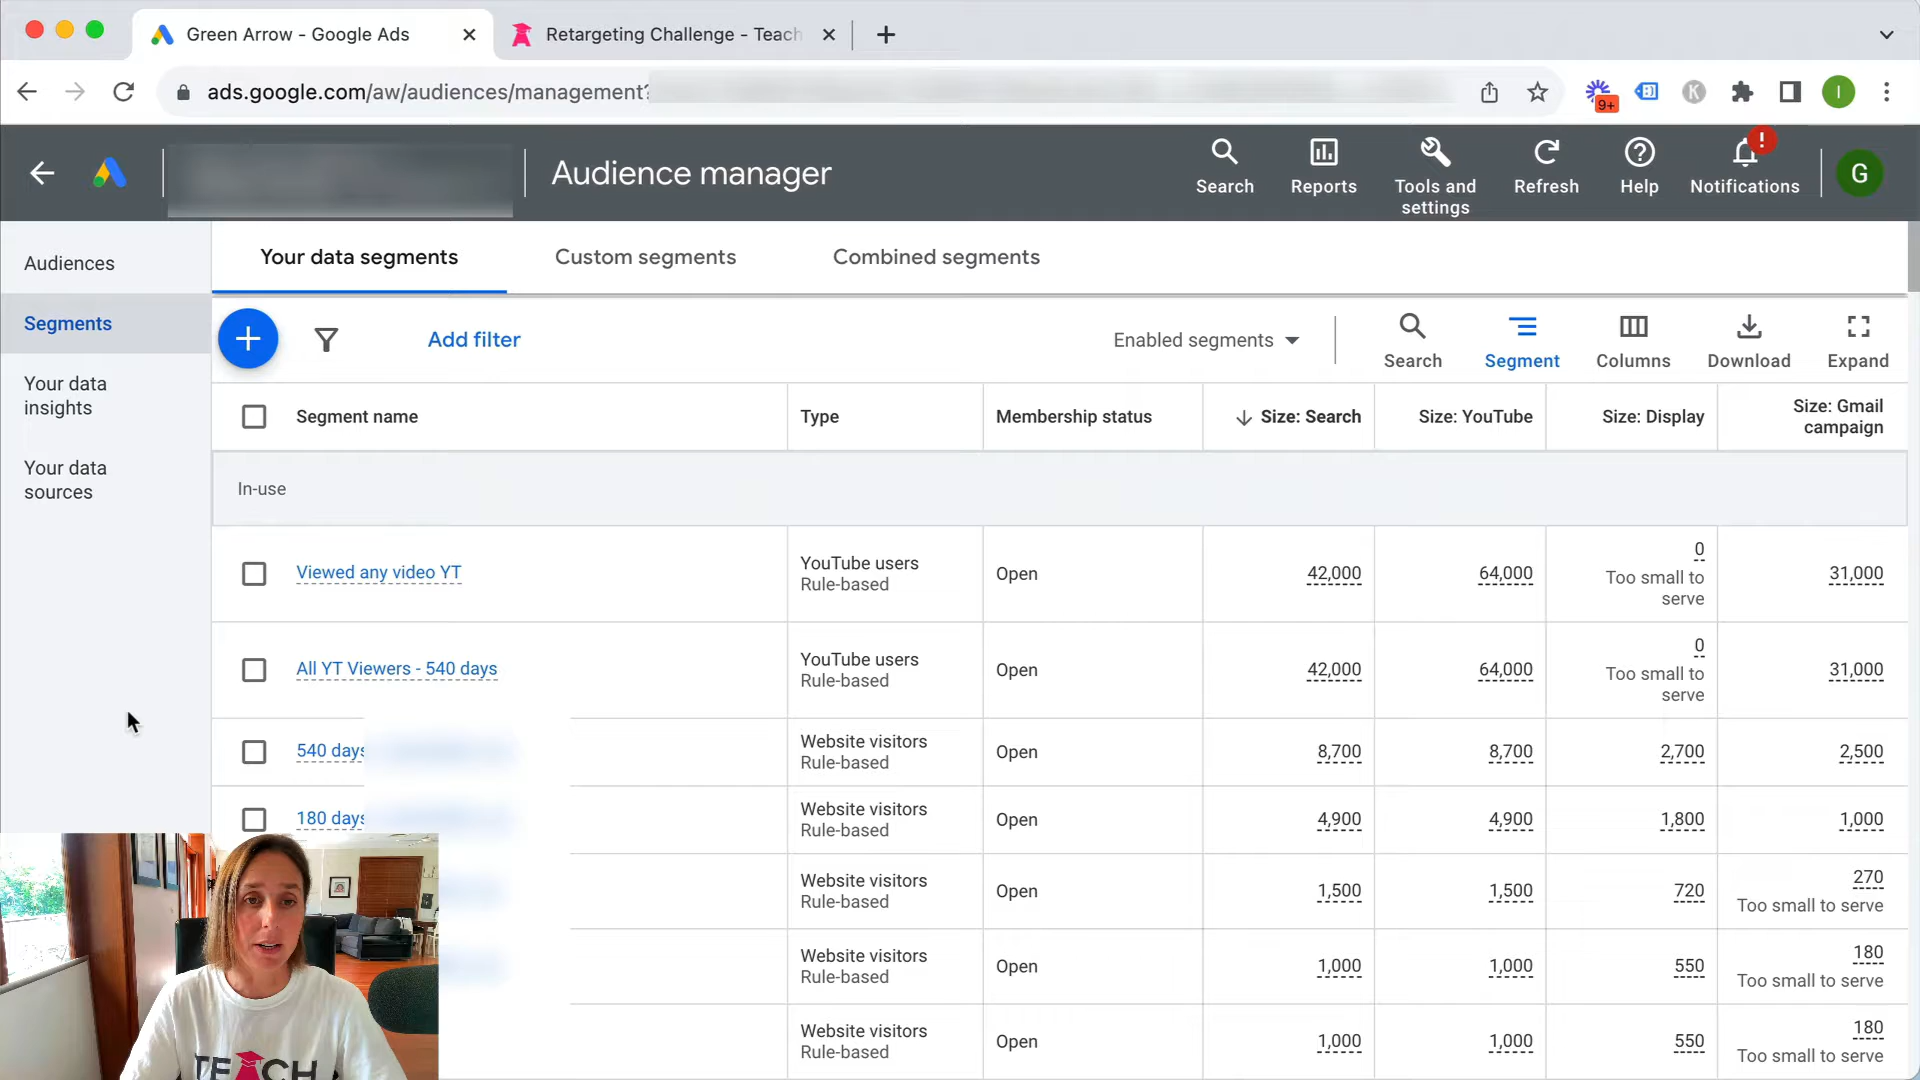 Green Arrow - Google Ads
Retargeting Challenge - Teach
ads.google.com/aw/audiences/management?
9+
K
I
Audience manager
Search
Reports
Tools and
settings
Refresh
Help
!
Notifications
G
Audiences
Segments
Your data
insights
Your data
sources
Your data segments
Custom segments
Combined segments
Add filter
Enabled segments
Search
Segment
Columns
Download
Expand
Segment name
Type
Membership status
Size: Search
Size: YouTube
Size: Display
Size: Gmail
campaign
In-use
Viewed any video YT
YouTube users
Rule-based
Open
42,000
64,000
0
Too small to
serve
31,000
All YT Viewers - 540 days
YouTube users
Rule-based
Open
42,000
64,000
0
Too small to
serve
31,000
540 days
Website visitors
Rule-based
Open
8,700
8,700
2,700
2,500
180 days
Website visitors
Rule-based
Open
4,900
4,900
1,800
1,000
Website visitors
Rule-based
Open
1,500
1,500
720
270
Too small to serve
Website visitors
Rule-based
Open
1,000
1,000
550
180
Too small to serve
Website visitors
Rule-based
Open
1,000
1,000
550
180
Too small to serve
TEACH